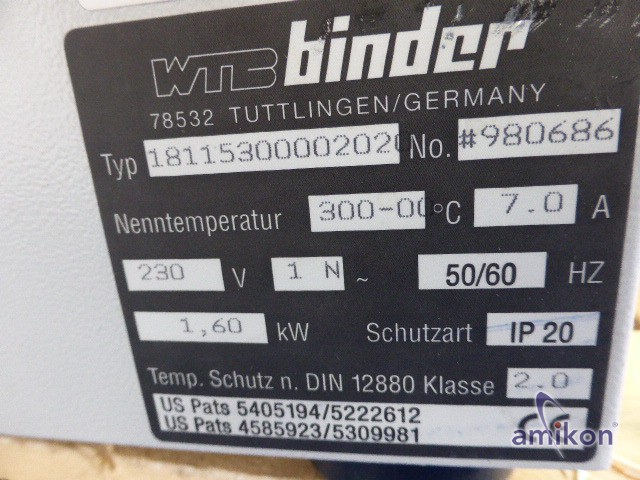 WTB binder
78532 TUTTLINGEN/GERMANY
Typ 18115300002020 No. #980686
Nenntemperatur 300-00°C 7.0 A
230 V 1 N ~ 50/60 HZ
1,60 kW Schutzart IP 20
Temp. Schutz n. DIN 12880 Klasse 2.0
US Pats 5405194/5222612
US Pats 4585923/5309981
CE
amikon